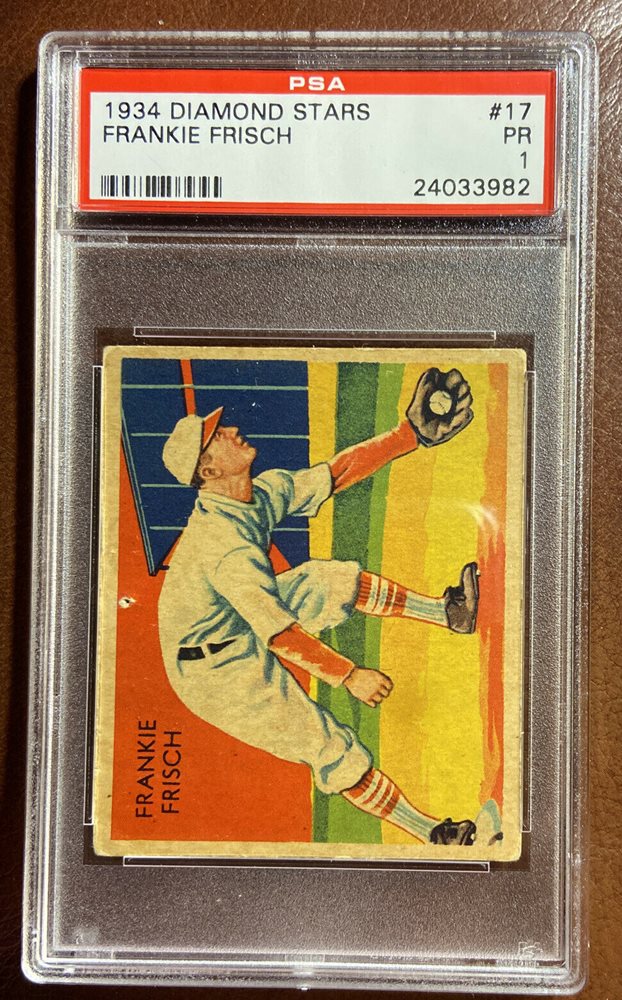 PSA
1934 DIAMOND STARS #17
FRANKIE FRISCH PR
1
24033982
FRANKIE
FRISCH